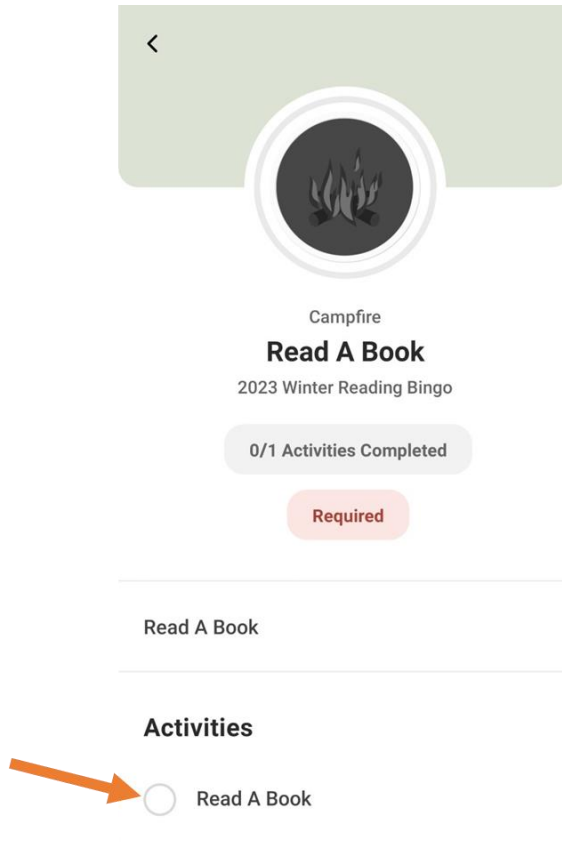 Campfire
Read A Book
2023 Winter Reading Bingo
0/1 Activities Completed
Required
Read A Book
Activities
Read A Book